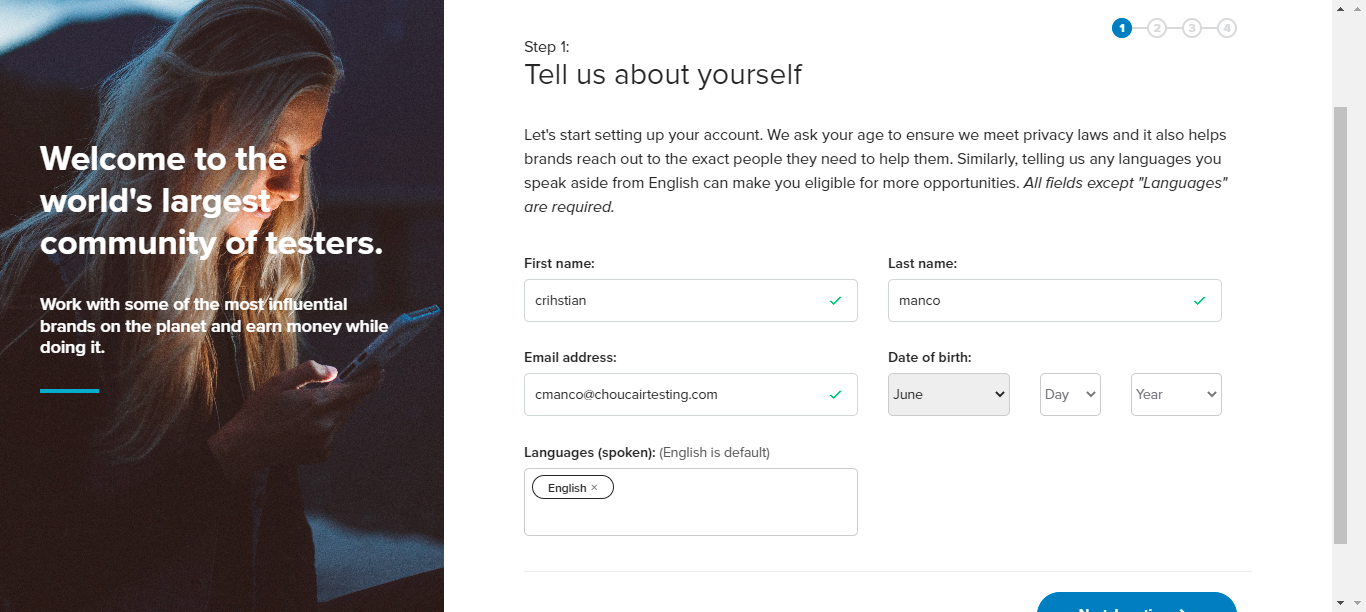 Welcome to the
world's largest
community of testers.
Work with some of the most influential
brands on the planet and earn money while
doing it.
1 2 3 4
Step 1:
Tell us about yourself
Let's start setting up your account. We ask your age to ensure we meet privacy laws and it also helps
brands reach out to the exact people they need to help them. Similarly, telling us any languages you
speak aside from English can make you eligible for more opportunities. All fields except "Languages"
are required.
First name: Last name:
crihstian manco
Email address: Date of birth:
cmanco@choucairtesting.com June Day Year
Languages (spoken): (English is default)
English ×